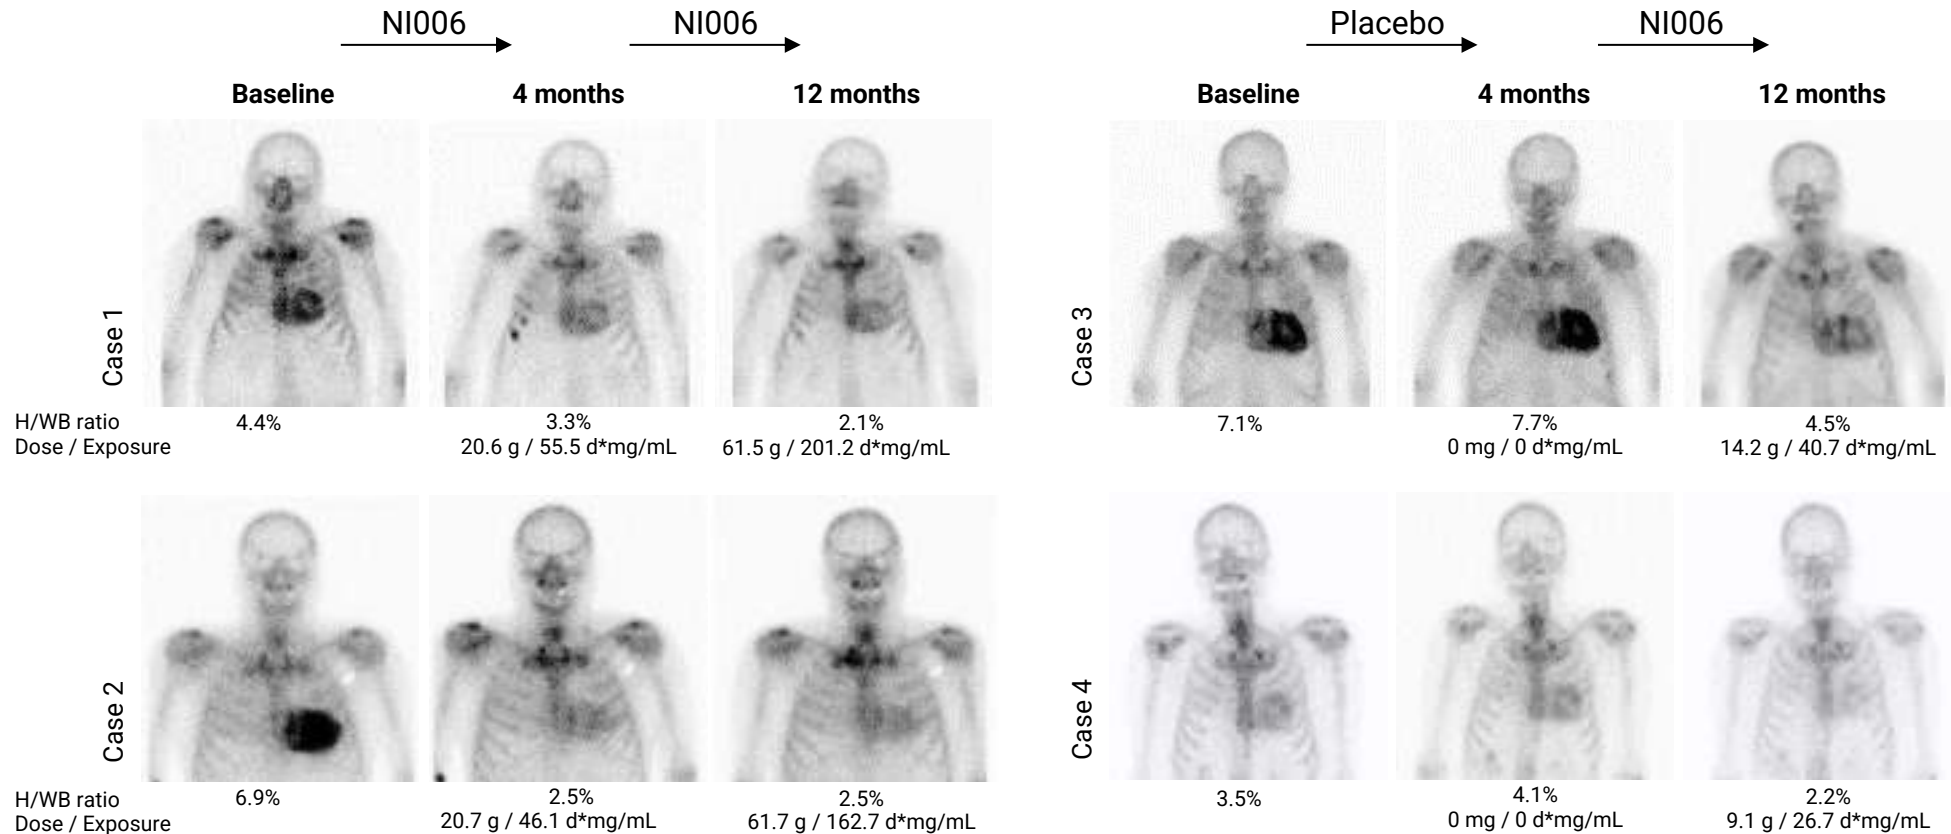 NI006 NI006 Placebo NI006
Baseline 4 months 12 months Baseline 4 months 12 months
Case 1
Case 3
H/WB ratio 4.4% 3.3% 2.1% 7.1% 7.7% 4.5%
Dose / Exposure 20.6 g / 55.5 d*mg/mL 61.5 g / 201.2 d*mg/mL 0 mg / 0 d*mg/mL 14.2 g / 40.7 d*mg/mL
Case 2
Case 4
H/WB ratio 6.9% 2.5% 2.5% 3.5% 4.1% 2.2%
Dose / Exposure 20.7 g / 46.1 d*mg/mL 61.7 g / 162.7 d*mg/mL 0 mg / 0 d*mg/mL 9.1 g / 26.7 d*mg/mL